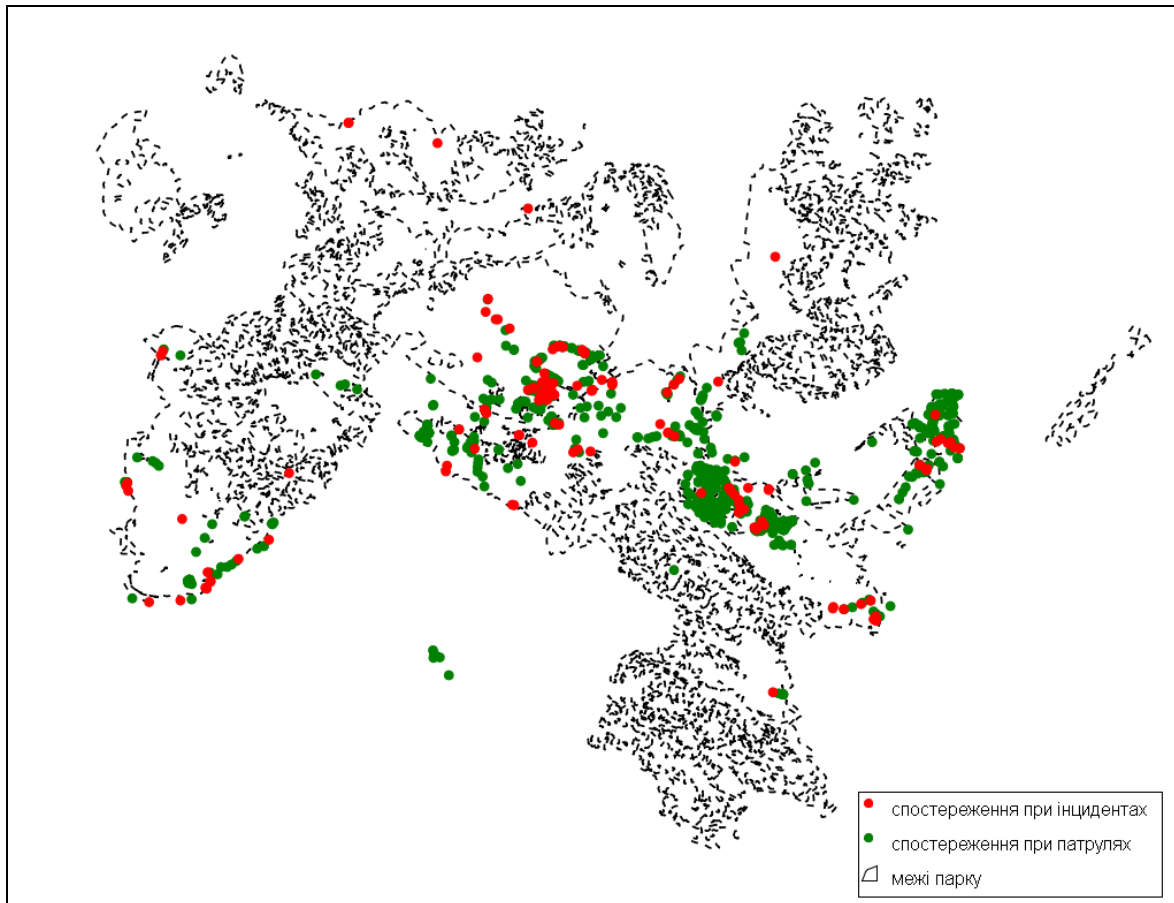 спостереження при інцидентах
спостереження при патрулях
межі парку